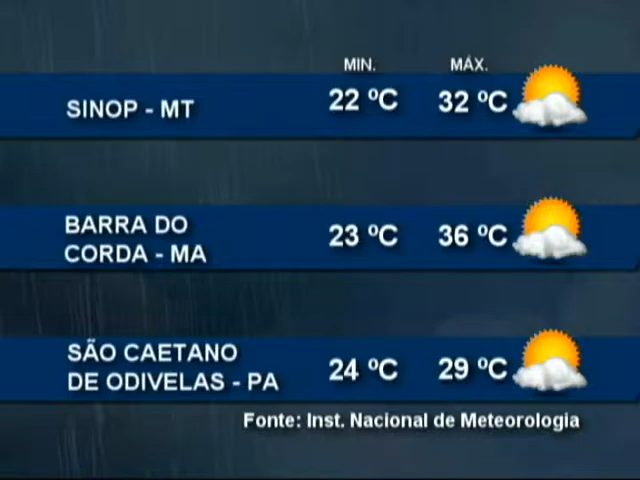 MIN. MÁX.
SINOP - MT 22 ºC 32 ºC
BARRA DO
CORDA - MA 23 ºC 36 ºC
SÃO CAETANO
DE ODIVELAS - PA 24 ºC 29 ºC
Fonte: Inst. Nacional de Meteorologia